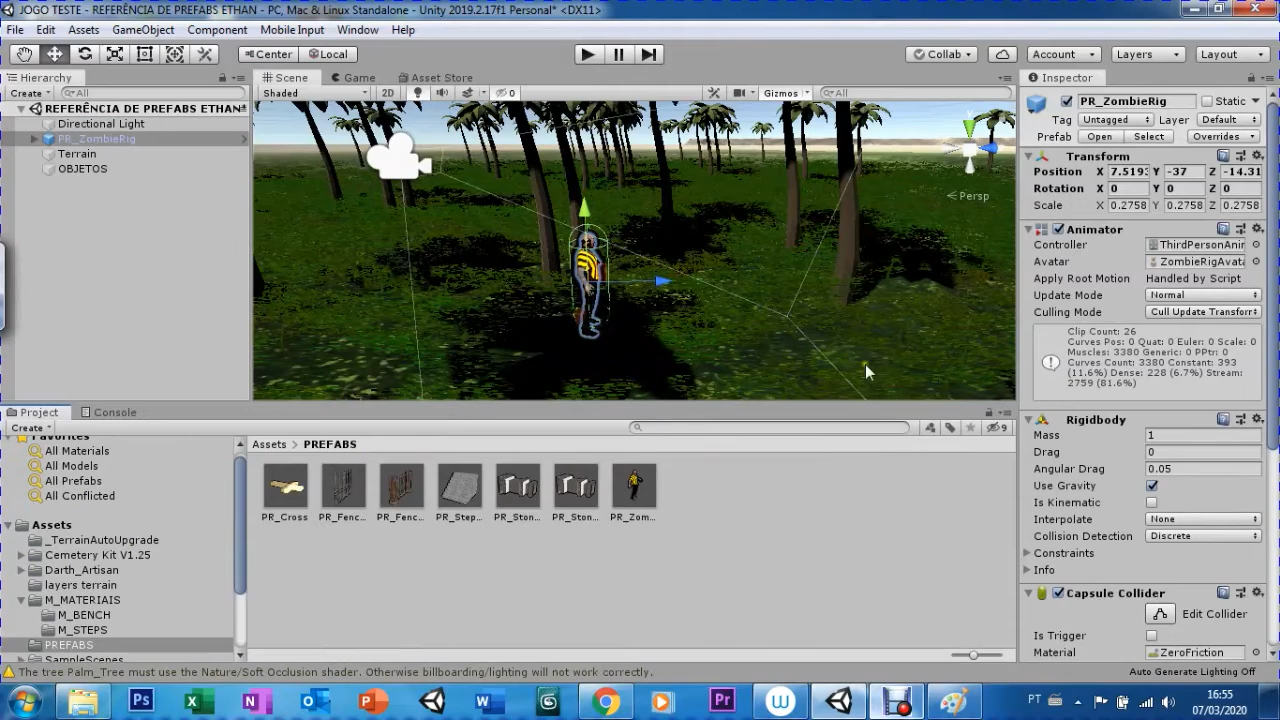 JOGO TESTE - REFERÊNCIA DE PREFABS ETHAN - PC, Mac & Linux Standalone - Unity 2019.2.17f1 Personal* <DX11>
File Edit Assets GameObject Component Mobile Input Window Help
Center Local Collab Account Layers Layout
Hierarchy Scene Game Asset Store Inspector
Create All Shaded 2D 0 Gizmos All
REFERÊNCIA DE PREFABS ETHAN*
Directional Light
PR_ZombieRig
Terrain
OBJETOS
Persp
PR_ZombieRig Static
Tag Untagged Layer Default
Prefab Open Select Overrides
Transform
Position X 7.5193 Y -37 Z -14.31
Rotation X 0 Y 0 Z 0
Scale X 0.2758 Y 0.2758 Z 0.2758
Animator
Controller ThirdPersonAnir
Avatar ZombieRigAvata
Apply Root Motion Handled by Script
Update Mode Normal
Culling Mode Cull Update Transforr
Clip Count: 26
Curves Pos: 0 Quat: 0 Euler: 0 Scale: 0
Muscles: 3380 Generic: 0 PPtr: 0
Curves Count: 3380 Constant: 393
(11.6%) Dense: 228 (6.7%) Stream:
2759 (81.6%)
Rigidbody
Mass 1
Drag 0
Angular Drag 0.05
Use Gravity
Is Kinematic
Interpolate None
Collision Detection Discrete
Constraints
Info
Capsule Collider
Edit Collider
Is Trigger
Material ZeroFriction
Project Console
Create 9
Favorites
All Materials
All Models
All Prefabs
All Conflicted
Assets
_TerrainAutoUpgrade
Cemetery Kit V1.25
Darth_Artisan
layers terrain
M_MATERIAIS
M_BENCH
M_STEPS
PREFABS
SampleScenes
Assets > PREFABS
PR_Cross PR_Fenc... PR_Fenc... PR_Step... PR_Ston... PR_Ston... PR_Zom...
The tree Palm_Tree must use the Nature/Soft Occlusion shader. Otherwise billboarding/lighting will not work correctly.
Auto Generate Lighting Off
PT 16:55
07/03/2020